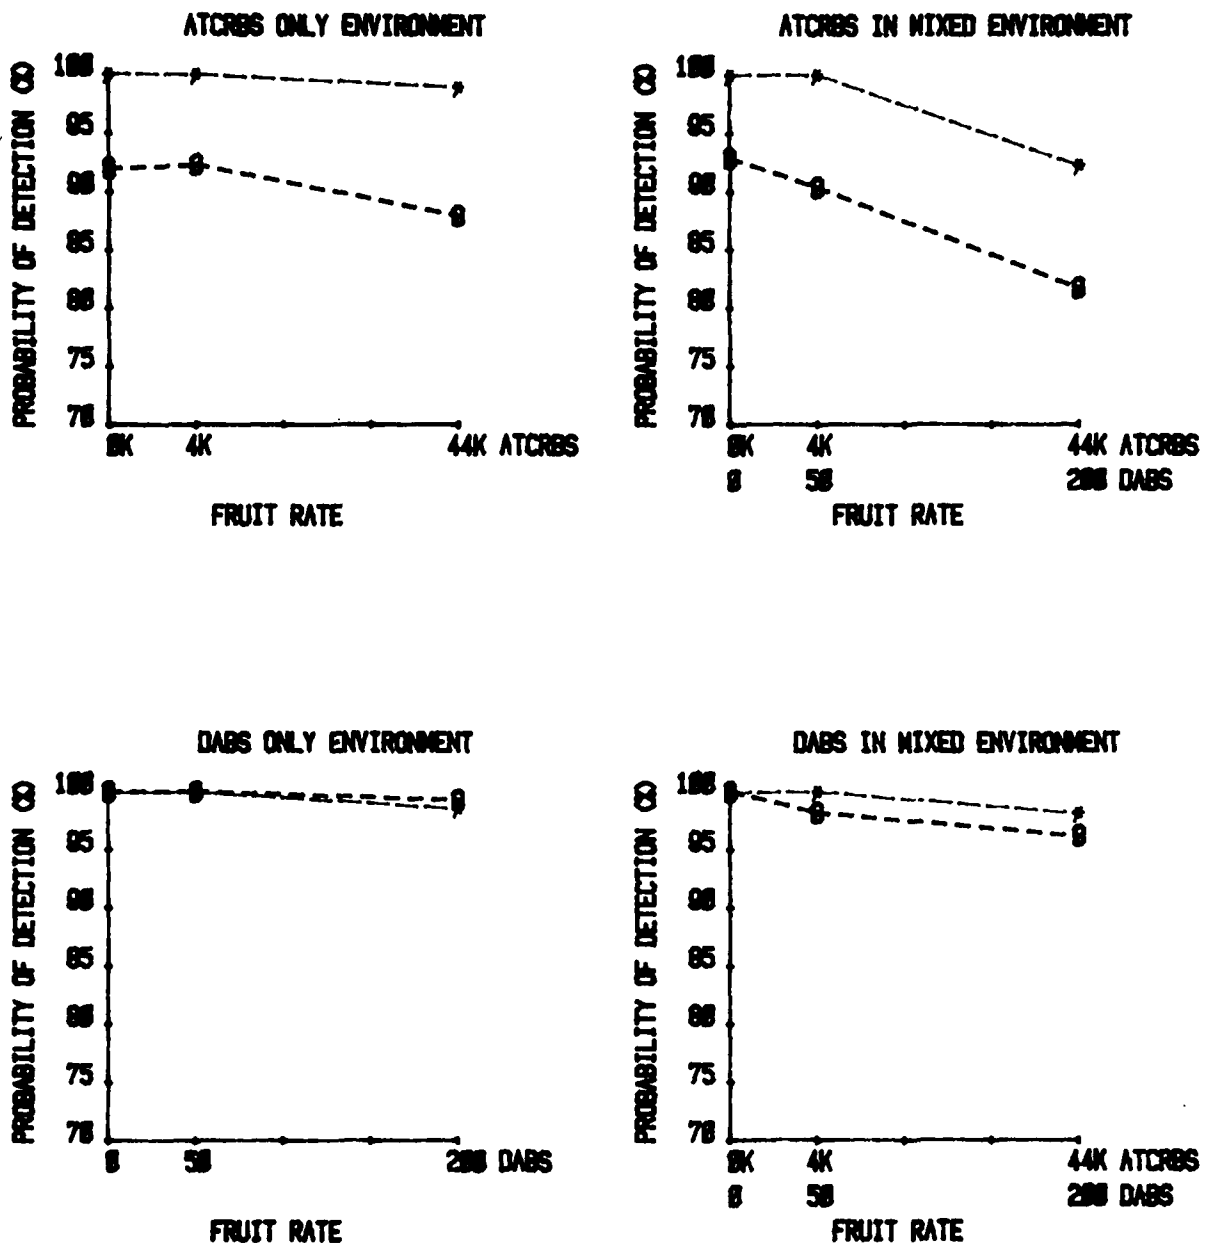 ATCRBS ONLY ENVIRONMENT
PROBABILITY OF DETECTION (%)
100
95
90
85
80
75
70
0K 4K 44K ATCRBS
FRUIT RATE
ATCRBS IN MIXED ENVIRONMENT
PROBABILITY OF DETECTION (%)
100
95
90
85
80
75
70
0K 4K 44K ATCRBS
0 50 200 DABS
FRUIT RATE
DABS ONLY ENVIRONMENT
PROBABILITY OF DETECTION (%)
100
95
90
85
80
75
70
0 50 200 DABS
FRUIT RATE
DABS IN MIXED ENVIRONMENT
PROBABILITY OF DETECTION (%)
100
95
90
85
80
75
70
0K 4K 44K ATCRBS
0 50 200 DABS
FRUIT RATE